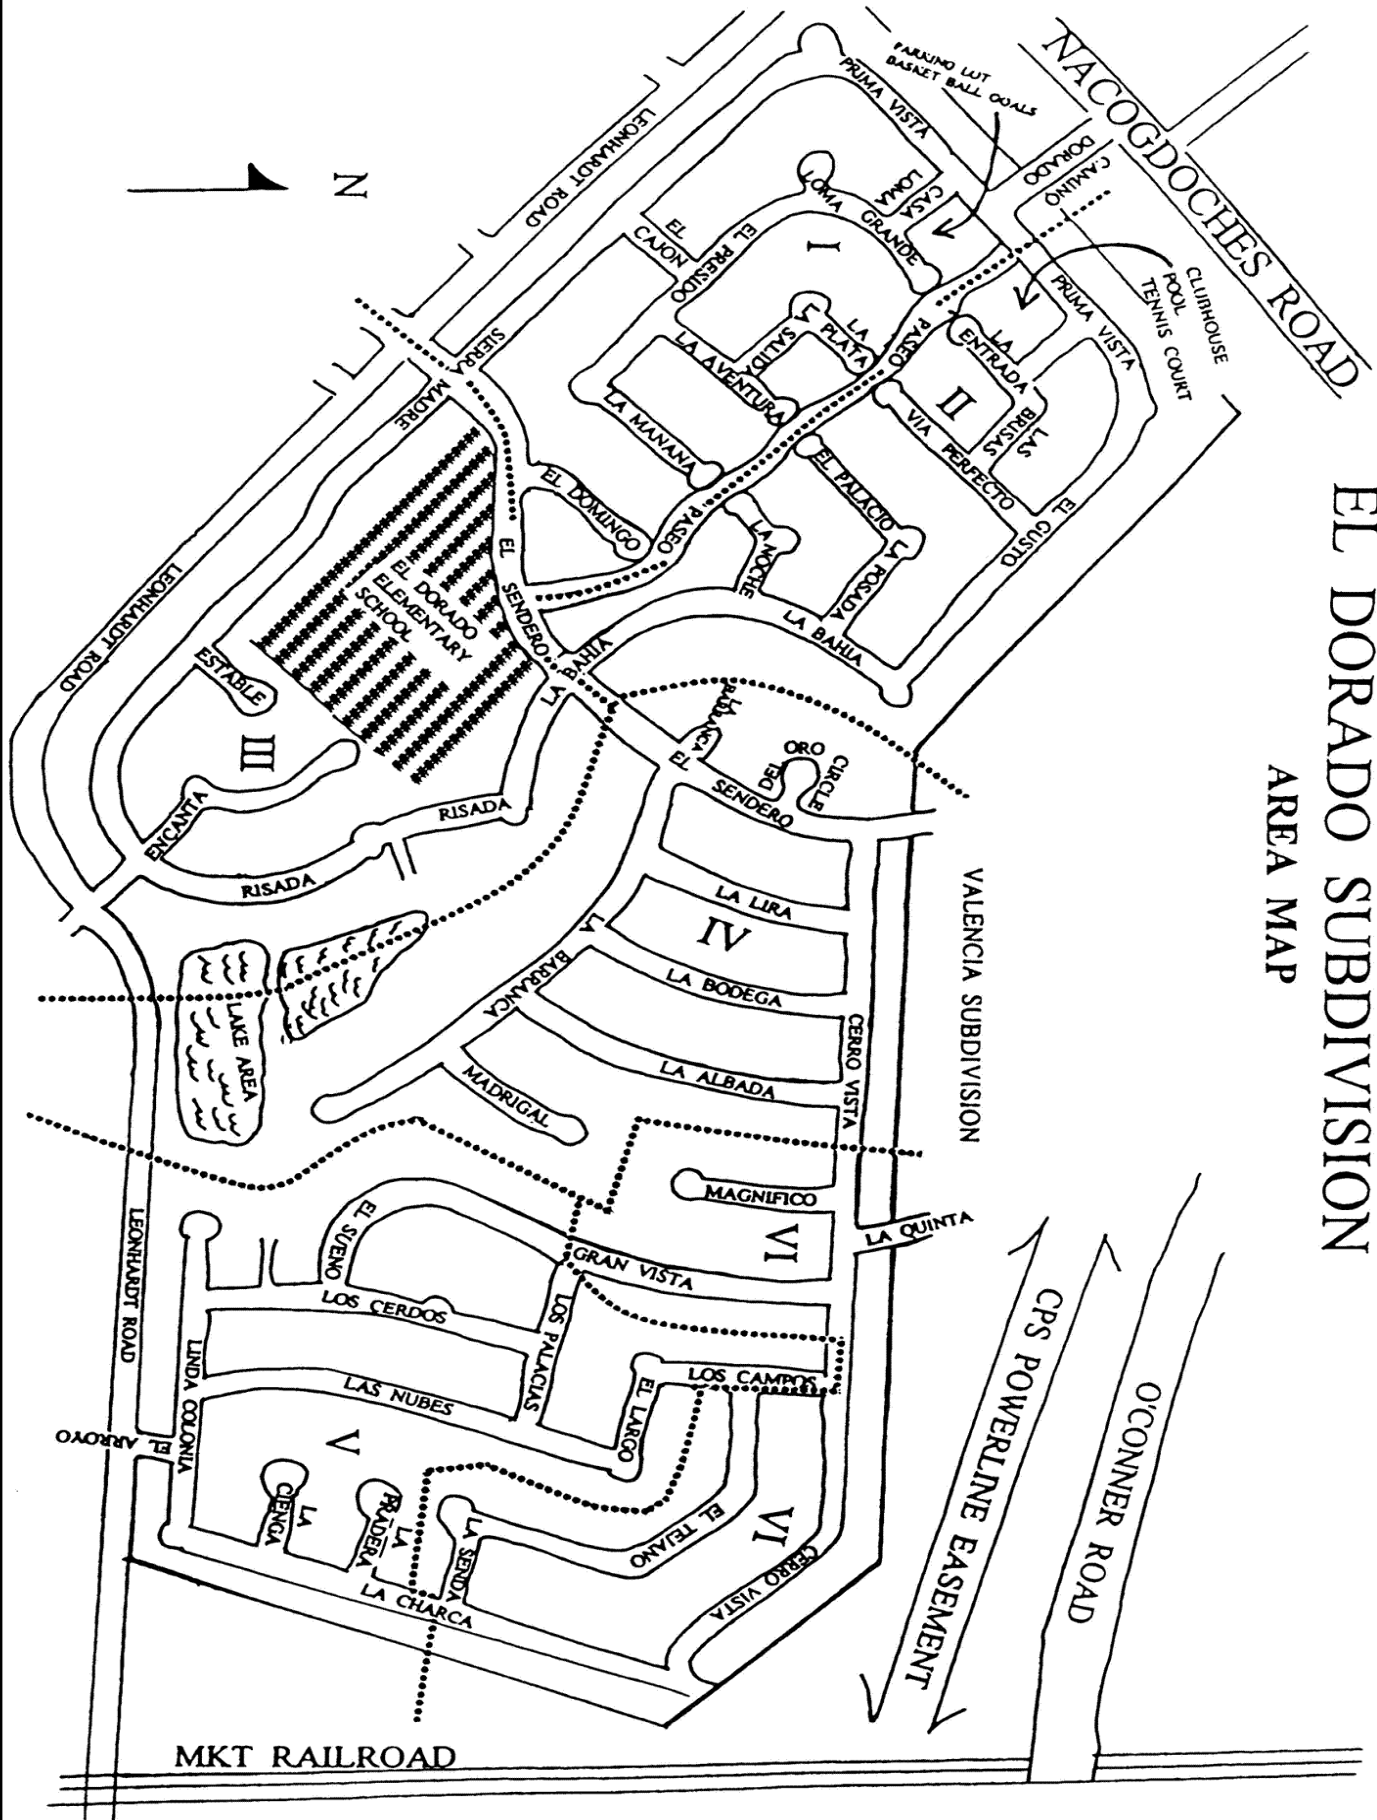 EL DORADO SUBDIVISION
AREA MAP
NACOGDOCHES ROAD
N
PARKING LOT
BASKET BALL GOALS
CLUBHOUSE
POOL
TENNIS COURT
DORADO
CAMINO
PRIMA VISTA
PRIMA VISTA
LEONHARDT ROAD
CASA
LOMA
LOMA GRANDE
I
EL
CAJON
EL PRESIDO
LA
PLATA
LA
SALIDA
LA AVENTURA
LA MANANA
PASEO
LA
ENTRADA
LAS
BRISAS
II
VIA PERFECTO
EL GUSTO
EL PALACIO
LA POSADA
LA NOCHE
LA BAHIA
PASEO
EL DOMINGO
SIERRA
MADRE
EL SENDERO
EL DORADO
ELEMENTARY
SCHOOL
LA BAHIA
LA
LEONHARDT ROAD
ESTABLE
III
ENCANTA
RISADA
RISADA
LA
BARRANCA
DEL
ORO
CIRCLE
EL SENDERO
VALENCIA SUBDIVISION
LA LIRA
IV
LA BARRANCA
LA BODEGA
LA ALBADA
CERRO VISTA
MADRIGAL
LAKE AREA
MAGNIFICO
VI
LA QUINTA
EL SUENO
GRAN VISTA
LOS CERDOS
LOS PALACIAS
LOS CAMPOS
EL LARGO
LEONHARDT ROAD
LINDA COLONIA
LAS NUBES
V
EL ARROYO
LA
CIENGA
LA
PRADERA
LA SENDA
EL TEJANO
VI
CERRO VISTA
LA CHARCA
CPS POWERLINE EASEMENT
O'CONNER ROAD
MKT RAILROAD